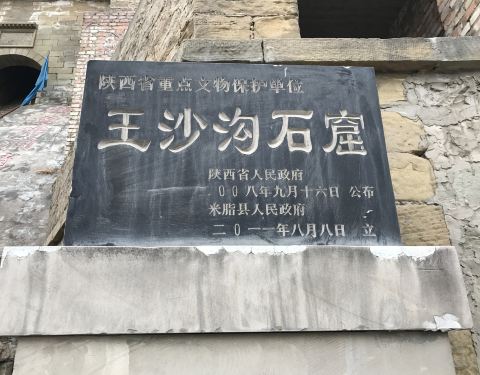 陕西省重点文物保护单位
王沙沟石窟
陕西省人民政府
二〇〇八年九月十六日 公布
米脂县人民政府
二〇一一年八月八日 立